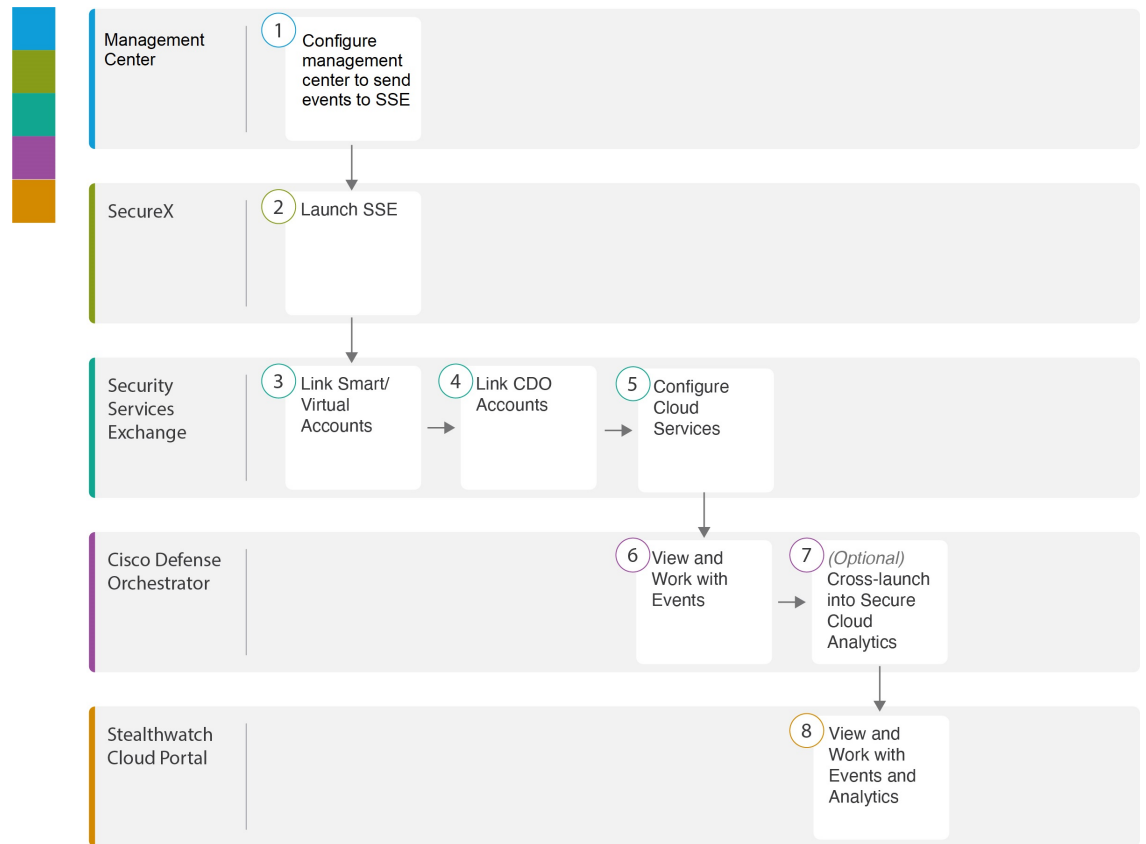 Management
Center
1
Configure
management
center to send
events to SSE
SecureX
2
Launch SSE
Security
Services
Exchange
3
Link Smart/
Virtual
Accounts
4
Link CDO
Accounts
5
Configure
Cloud
Services
Cisco Defense
Orchestrator
6
View and
Work with
Events
7
(Optional)
Cross-launch
into Secure
Cloud
Analytics
Stealthwatch
Cloud Portal
8
View and
Work with
Events and
Analytics